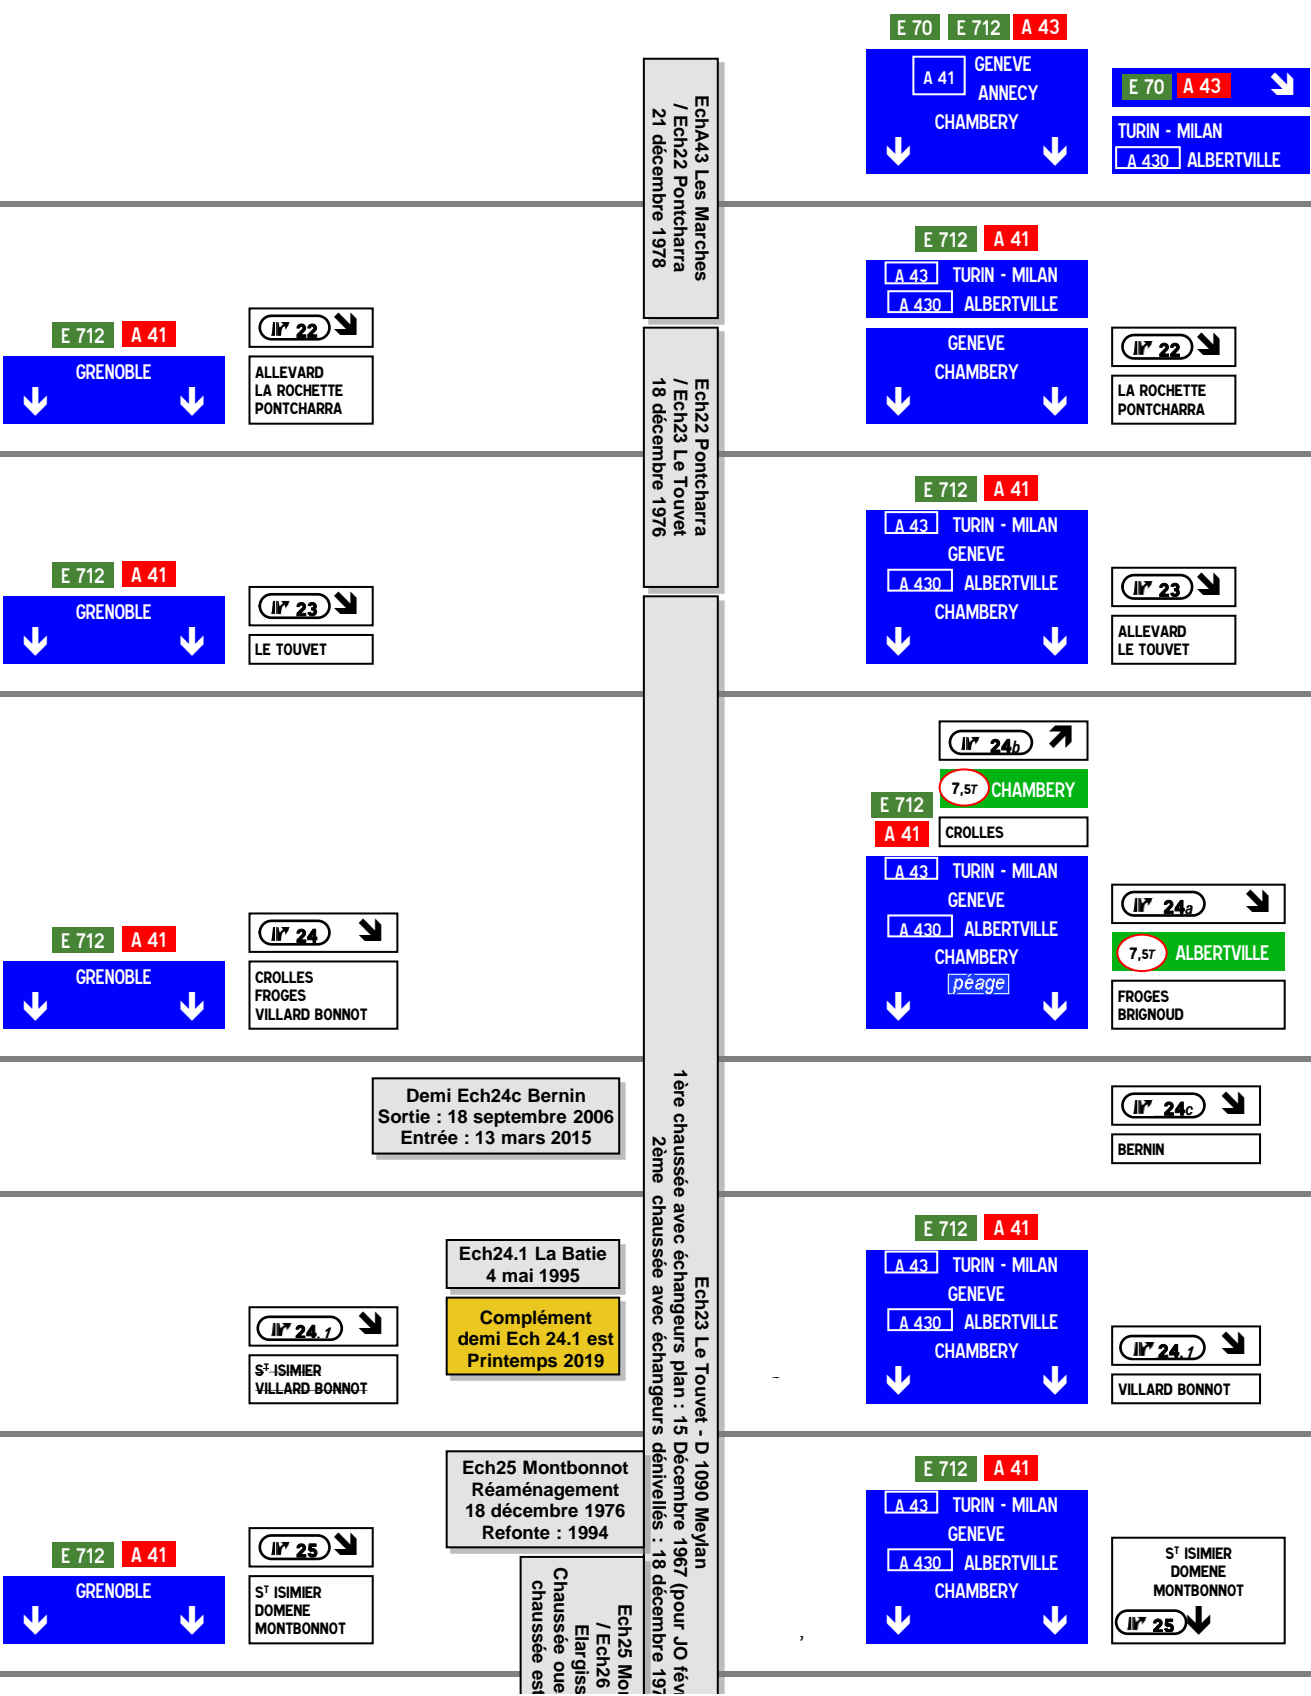 E 70 E 712 A 43
A 41 GENEVE
ANNECY
CHAMBERY
E 70 A 43
TURIN - MILAN
A 430 ALBERTVILLE
EchA43 Les Marches
/ Ech22 Pontcharra
21 décembre 1978
E 712 A 41
GRENOBLE
22
ALLEVARD
LA ROCHETTE
PONTCHARRA
E 712 A 41
A 43 TURIN - MILAN
A 430 ALBERTVILLE
GENEVE
CHAMBERY
22
LA ROCHETTE
PONTCHARRA
Ech22 Pontcharra
/ Ech23 Le Touvet
18 décembre 1976
E 712 A 41
GRENOBLE
23
LE TOUVET
E 712 A 41
A 43 TURIN - MILAN
GENEVE
A 430 ALBERTVILLE
CHAMBERY
23
ALLEVARD
LE TOUVET
Ech23 Le Touvet - D 1090 Meylan
1ère chaussée avec échangeurs plan : 15 Décembre 1967 (pour JO
2ème chaussée avec échangeurs dénivellés : 18 décembre
E 712 A 41
GRENOBLE
24
CROLLES
FROGES
VILLARD BONNOT
24b
7,5T CHAMBERY
CROLLES
E 712
A 41
A 43 TURIN - MILAN
GENEVE
A 430 ALBERTVILLE
CHAMBERY
péage
24a
7,5T ALBERTVILLE
FROGES
BRIGNOUD
Demi Ech24c Bernin
Sortie : 18 septembre 2006
Entrée : 13 mars 2015
24c
BERNIN
Ech24.1 La Batie
4 mai 1995
Complément
demi Ech 24.1 est
Printemps 2019
24.1
ST ISIMIER
VILLARD BONNOT
E 712 A 41
A 43 TURIN - MILAN
GENEVE
A 430 ALBERTVILLE
CHAMBERY
24.1
VILLARD BONNOT
Ech25 Montbonnot
Réaménagement
18 décembre 1976
Refonte : 1994
Ech25
/ Ech26
Chaussée
chaussée est
E 712 A 41
GRENOBLE
25
ST ISIMIER
DOMENE
MONTBONNOT
E 712 A 41
A 43 TURIN - MILAN
GENEVE
A 430 ALBERTVILLE
CHAMBERY
ST ISIMIER
DOMENE
MONTBONNOT
25